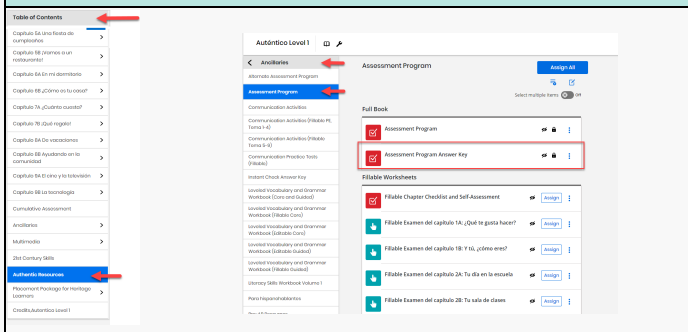 Table of Contents
Capítulo 5A Una fiesta de
cumpleaños
Capítulo 5B ¡Vamos a un
restaurante!
Capítulo 6A En mi dormitorio
Capítulo 6B ¿Cómo es tu casa?
Capítulo 7A ¿Cuánto cuesta?
Capítulo 7B ¡Qué regalo!
Capítulo 8A De vacaciones
Capítulo 8B Ayudando en la
comunidad
Capítulo 9A El cine y la televisión
Capítulo 9B La tecnología
Cumulative Assessment
Ancillaries
Multimedia
21st Century Skills
Authentic Resources
Placement Package for Heritage
Learners
Credits Autentico Level 1
Auténtico Level 1
Ancillaries
Alternate Assessment Program
Assessment Program
Communication Activities
Communication Activities (Fillable PE,
Tema 1-4)
Communication Activities (Fillable
Tema 5-9)
Communication Practice Tests
(Fillable)
Instant Check Answer Key
Leveled Vocabulary and Grammar
Workbook (Core and Guided)
Leveled Vocabulary and Grammar
Workbook (Fillable Core)
Leveled Vocabulary and Grammar
Workbook (Editable Core)
Leveled Vocabulary and Grammar
Workbook (Editable Guided)
Leveled Vocabulary and Grammar
Workbook (Fillable Guided)
Literacy Skills Workbook Volume 1
Para hispanohablantes
Assessment Program
Assign All
Select multiple items
Off
Full Book
Assessment Program
Assessment Program Answer Key
Fillable Worksheets
Fillable Chapter Checklist and Self-Assessment
Assign
Fillable Examen del capítulo 1A: ¿Qué te gusta hacer?
Assign
Fillable Examen del capítulo 1B: Y tú, ¿cómo eres?
Assign
Fillable Examen del capítulo 2A: Tu día en la escuela
Assign
Fillable Examen del capítulo 2B: Tu sala de clases
Assign